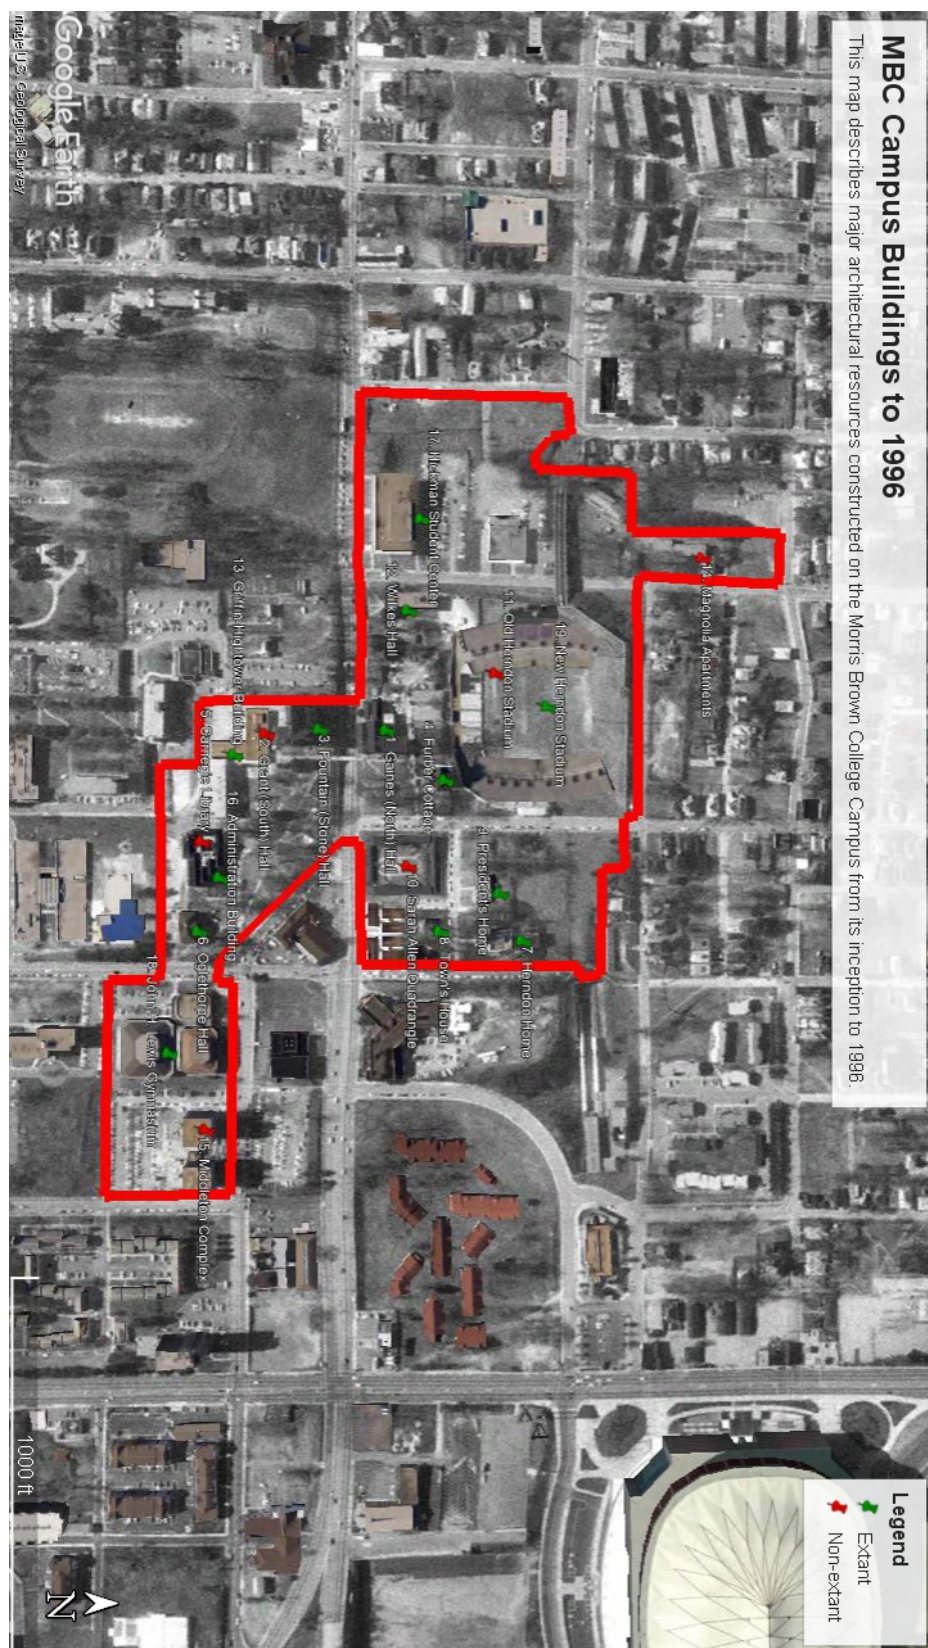 MBC Campus Buildings to 1996
This map describes major architectural resources constructed on the Morris Brown College Campus from its inception to 1996.
Legend
Extant
Non-extant
14. Magnolia Apartments
19. New Herndon Stadium
11. Old Herndon Stadium
7. Herndon Home
9. President's Home
17. Hickman Student Center
8. Town's House
4. Furber Cottage
12. Wilkes Hall
10. Sarah Allen Quadrangle
1. Gaines (North) Hall
3. Fountain (Stone) Hall
2. Grant (South) Hall
13. Griffin Hightower Building
16. Administration Building
5. Carnegie Library
6. Oglethorpe Hall
15. Middleton Complex
18. John H. Lewis Gymnasium
Google Earth
Image U.S. Geological Survey
1000 ft
N